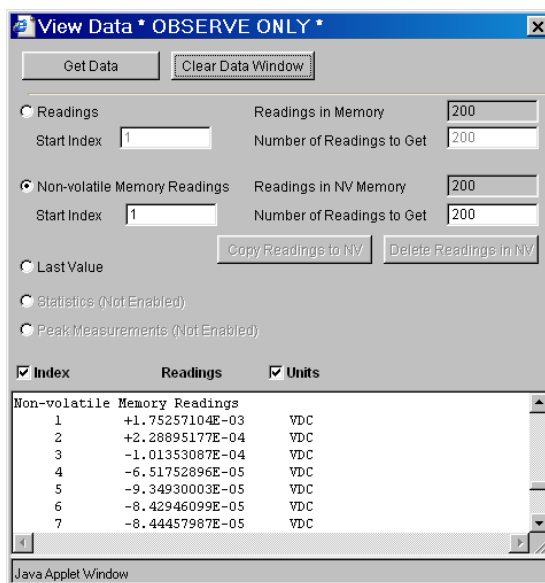 View Data * OBSERVE ONLY *
Get Data Clear Data Window
Readings Readings in Memory 200
Start Index 1 Number of Readings to Get 200
Non-volatile Memory Readings Readings in NV Memory 200
Start Index 1 Number of Readings to Get 200
Copy Readings to NV Delete Readings in NV
Last Value
Statistics (Not Enabled)
Peak Measurements (Not Enabled)
Index Readings Units
Non-volatile Memory Readings
1 +1.75257104E-03 VDC
2 +2.28895177E-04 VDC
3 -1.01353087E-04 VDC
4 -6.51752896E-05 VDC
5 -9.34930003E-05 VDC
6 -8.42946099E-05 VDC
7 -8.44457987E-05 VDC
Java Applet Window